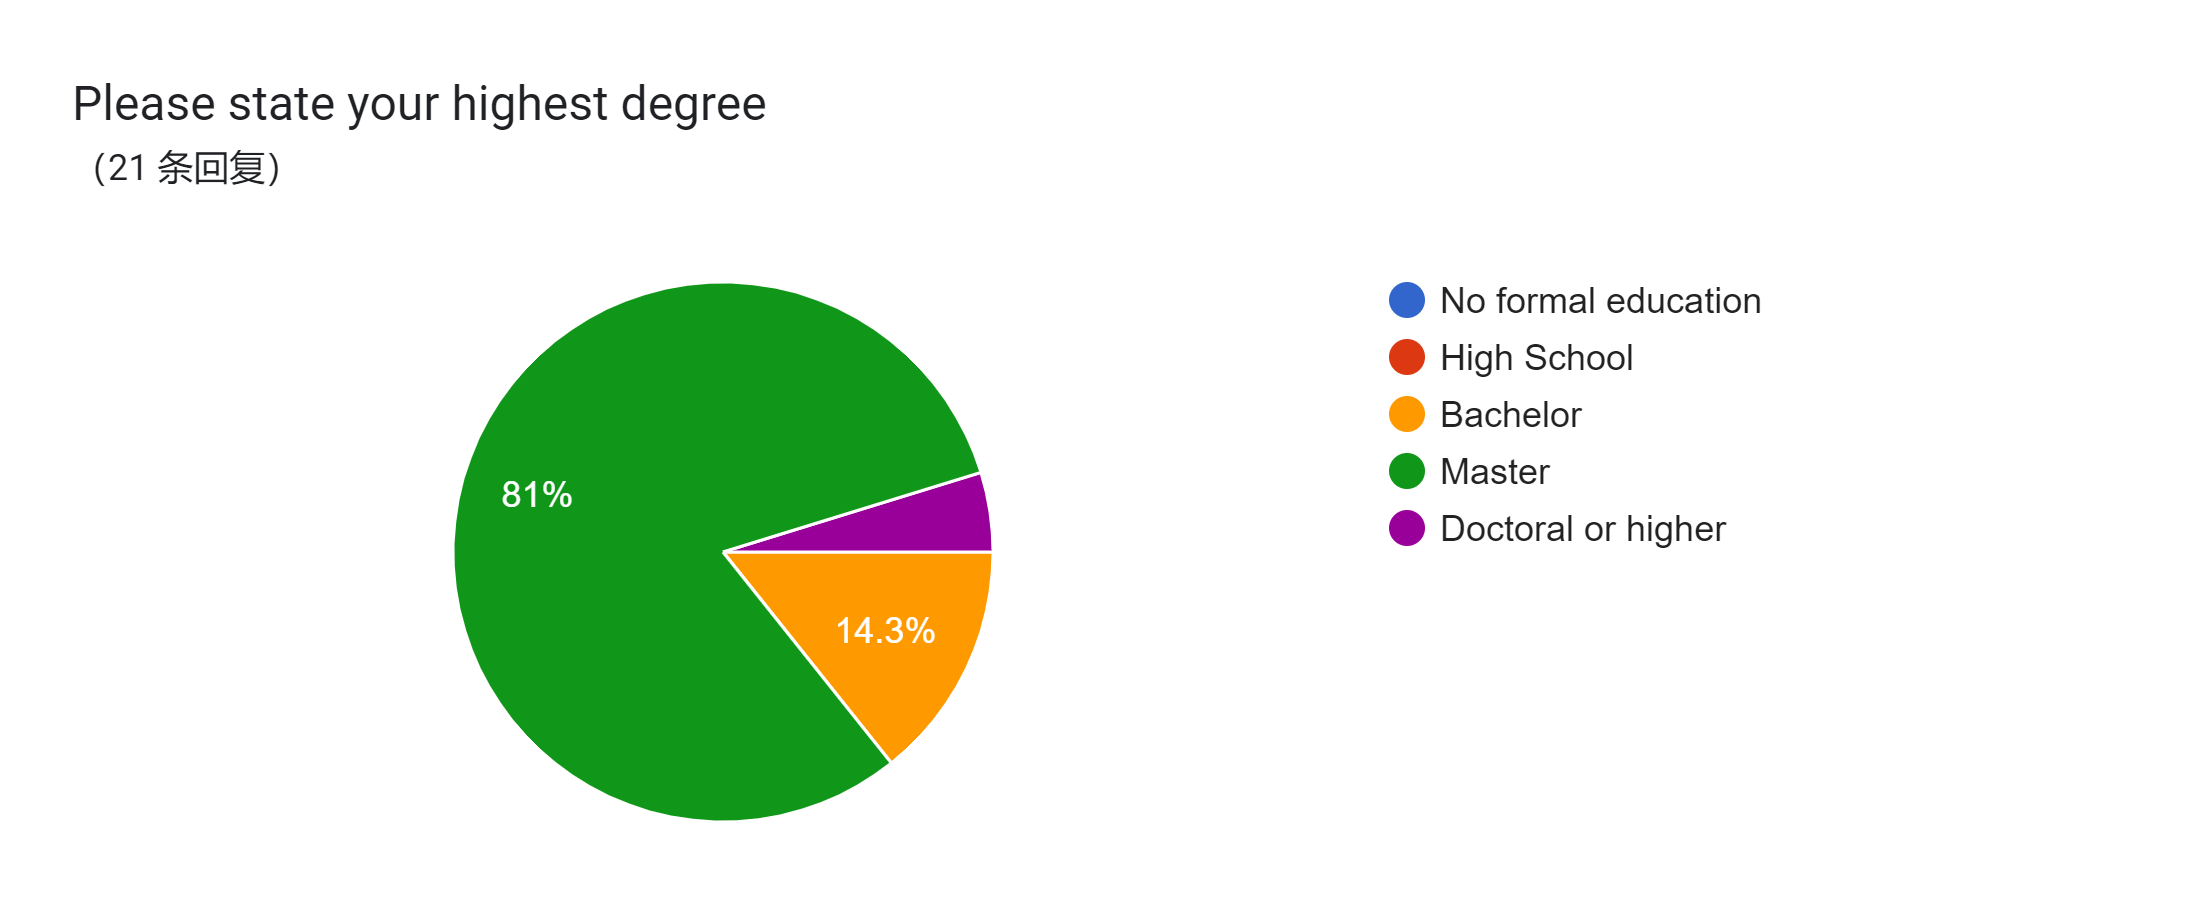 Please state your highest degree
（21 条回复）
81%
14.3%
No formal education
High School
Bachelor
Master
Doctoral or higher